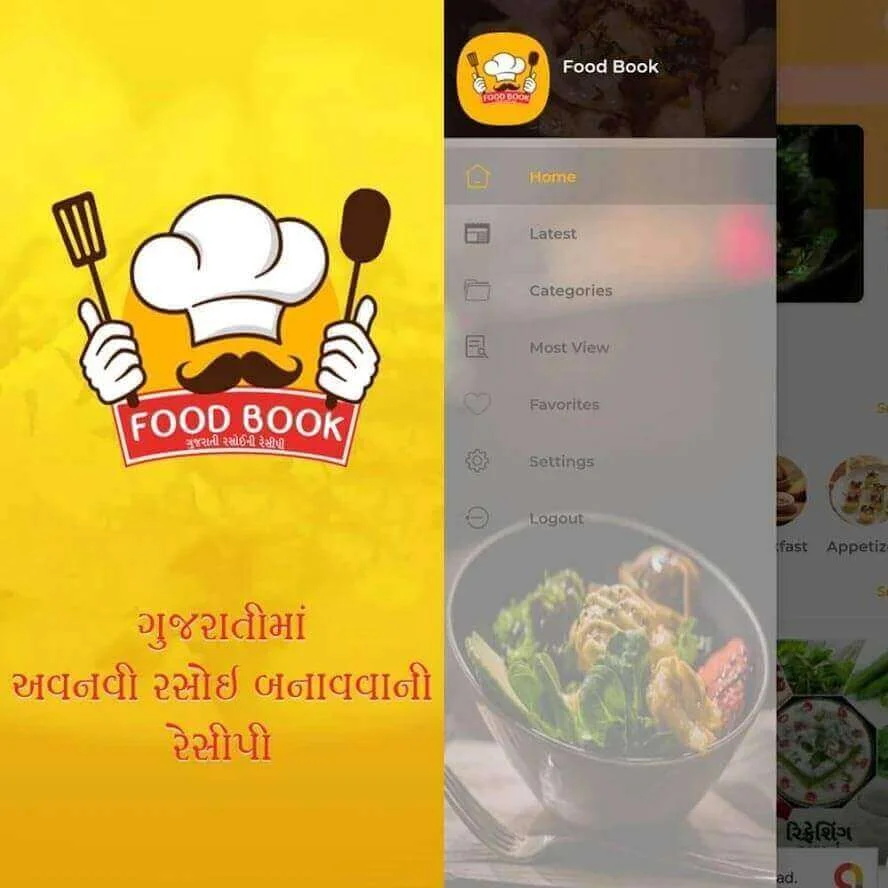 FOOD BOOK
ગુજરાતી રસોઈની રેસીપી
ગુજરાતીમાં
અવનવી રસોઇ બનાવવાની
રેસીપી
FOOD BOOK
Food Book
Home
Latest
Categories
Most View
Favorites
Settings
Logout
fast
Appetiz
રિફ્રેશિંગ
ad.